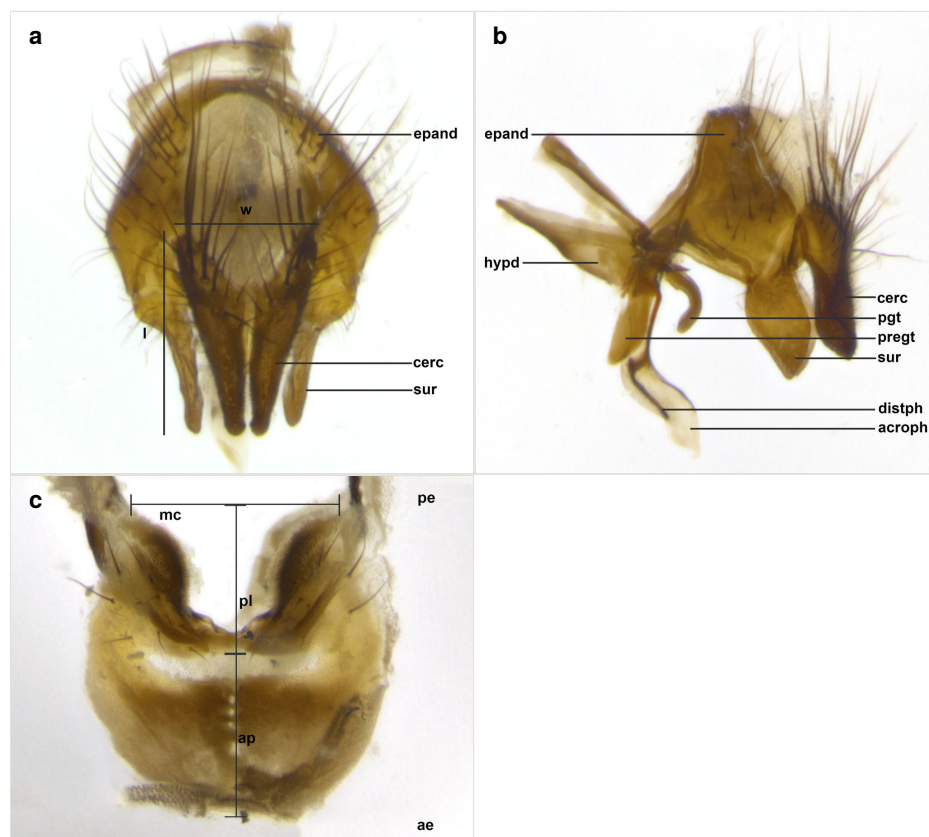 a
epand
w
l
cerc
sur
b
epand
hypd
cerc
pgt
pregt
sur
distph
acroph
c
pe
mc
pl
ap
ae